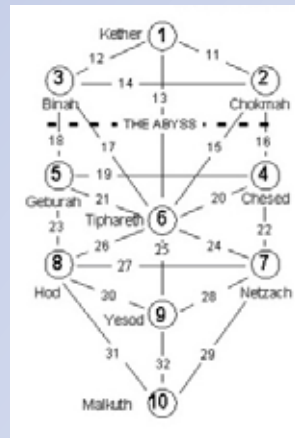 Kether 1
12 11
3 2
14
13
Binah Chokmah
THE ABYSS
18 17 15 16
5 19 4
Geburah 21 20 Chesed
6
Tiphareth
23 22
26 25 24
8 27 7
Hod 30 28 Netzach
9
Yesod
31 32 29
Malkuth 10